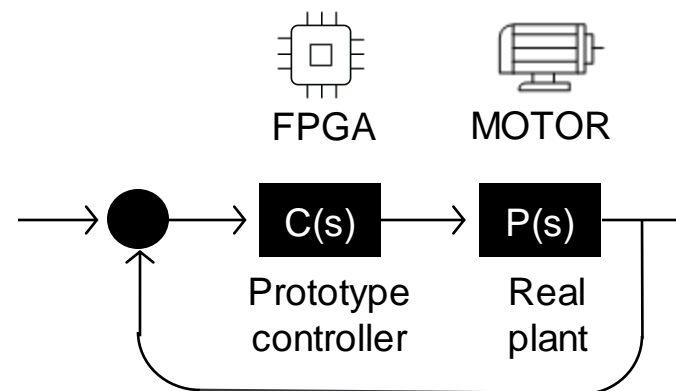 FPGA MOTOR
C(s) P(s)
Prototype Real
controller plant